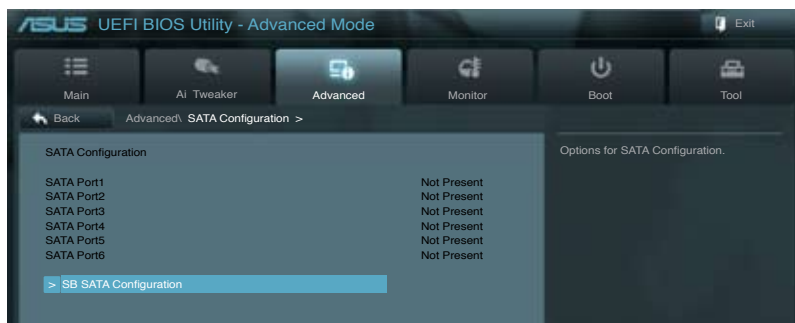 ASUS UEFI BIOS Utility - Advanced Mode
Exit
Main
Ai Tweaker
Advanced
Monitor
Boot
Tool
Back
Advanced\ SATA Configuration >
SATA Configuration
Options for SATA Configuration.
SATA Port1 Not Present
SATA Port2 Not Present
SATA Port3 Not Present
SATA Port4 Not Present
SATA Port5 Not Present
SATA Port6 Not Present
> SB SATA Configuration